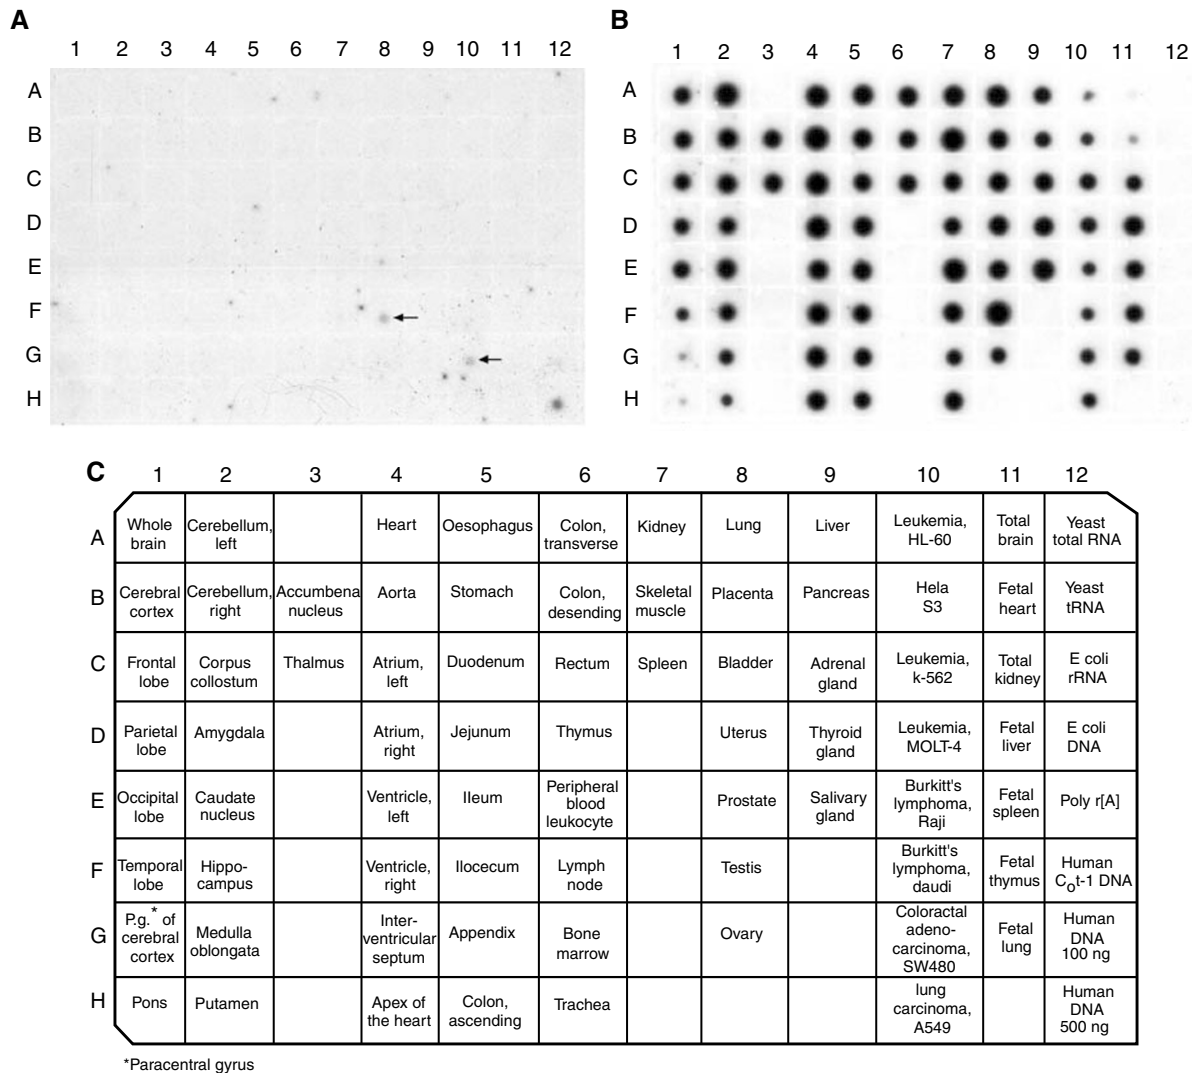 A
1 2 3 4 5 6 7 8 9 10 11 12
A
B
C
D
E
F
G
H
B
1 2 3 4 5 6 7 8 9 10 11 12
A
B
C
D
E
F
G
H
C
1 2 3 4 5 6 7 8 9 10 11 12
A
Whole
brain
Cerebellum,
left
Heart
Oesophagus
Colon,
transverse
Kidney
Lung
Liver
Leukemia,
HL-60
Total
brain
Yeast
total RNA
B
Cerebral
cortex
Cerebellum,
right
Accumbena
nucleus
Aorta
Stomach
Colon,
desending
Skeletal
muscle
Placenta
Pancreas
Hela
S3
Fetal
heart
Yeast
tRNA
C
Frontal
lobe
Corpus
collostum
Thalmus
Atrium,
left
Duodenum
Rectum
Spleen
Bladder
Adrenal
gland
Leukemia,
k-562
Total
kidney
E coli
rRNA
D
Parietal
lobe
Amygdala
Atrium,
right
Jejunum
Thymus
Uterus
Thyroid
gland
Leukemia,
MOLT-4
Fetal
liver
E coli
DNA
E
Occipital
lobe
Caudate
nucleus
Ventricle,
left
Ileum
Peripheral
blood
leukocyte
Prostate
Salivary
gland
Burkitt's
lymphoma,
Raji
Fetal
spleen
Poly r[A]
F
Temporal
lobe
Hippo-
campus
Ventricle,
right
Ilocecum
Lymph
node
Testis
Burkitt's
lymphoma,
daudi
Fetal
thymus
Human
Cot-1 DNA
G
P.g.* of
cerebral
cortex
Medulla
oblongata
Inter-
ventricular
septum
Appendix
Bone
marrow
Ovary
Coloractal
adeno-
carcinoma,
SW480
Fetal
lung
Human
DNA
100 ng
H
Pons
Putamen
Apex of
the heart
Colon,
ascending
Trachea
lung
carcinoma,
A549
Human
DNA
500 ng
*Paracentral gyrus